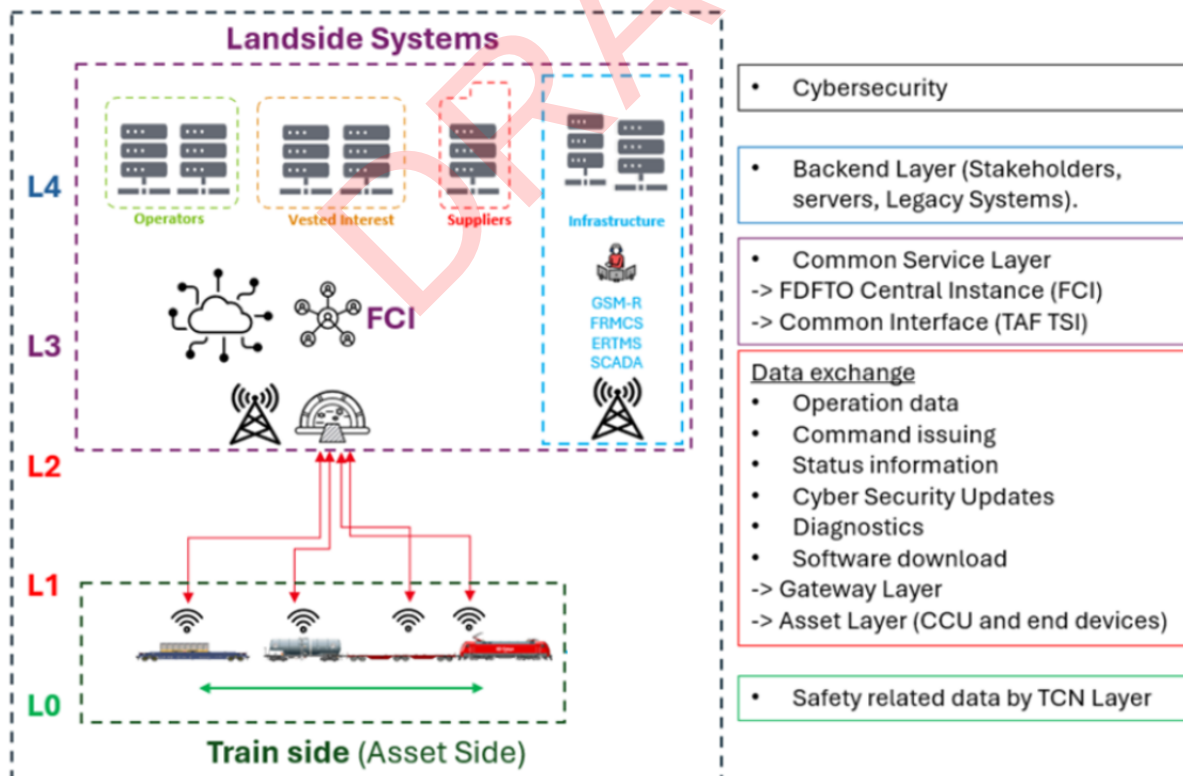 Landside Systems
L4
Operators
Vested Interest
Suppliers
Infrastructure
GSM-R
FRMCS
ERTMS
SCADA
FCI
L3
L2
L1
L0
Train side (Asset Side)
DRA
• Cybersecurity
• Backend Layer (Stakeholders,
servers, Legacy Systems).
• Common Service Layer
-> FDFTO Central Instance (FCI)
-> Common Interface (TAF TSI)
Data exchange
• Operation data
• Command issuing
• Status information
• Cyber Security Updates
• Diagnostics
• Software download
-> Gateway Layer
-> Asset Layer (CCU and end devices)
• Safety related data by TCN Layer